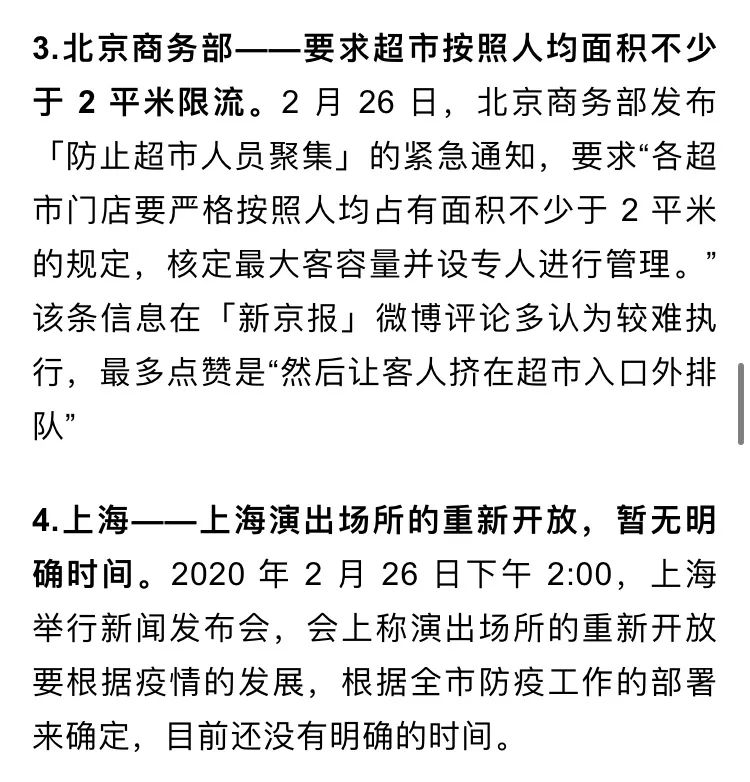 3.北京商务部——要求超市按照人均面积不少
于 2 平米限流。2 月 26 日，北京商务部发布
「防止超市人员聚集」的紧急通知，要求“各超
市门店要严格按照人均占有面积不少于 2 平米
的规定，核定最大客容量并设专人进行管理。”
该条信息在「新京报」微博评论多认为较难执
行，最多点赞是“然后让客人挤在超市入口外排
队”
4.上海——上海演出场所的重新开放，暂无明
确时间。2020 年 2 月 26 日下午 2:00，上海
举行新闻发布会，会上称演出场所的重新开放
要根据疫情的发展，根据全市防疫工作的部署
来确定，目前还没有明确的时间。